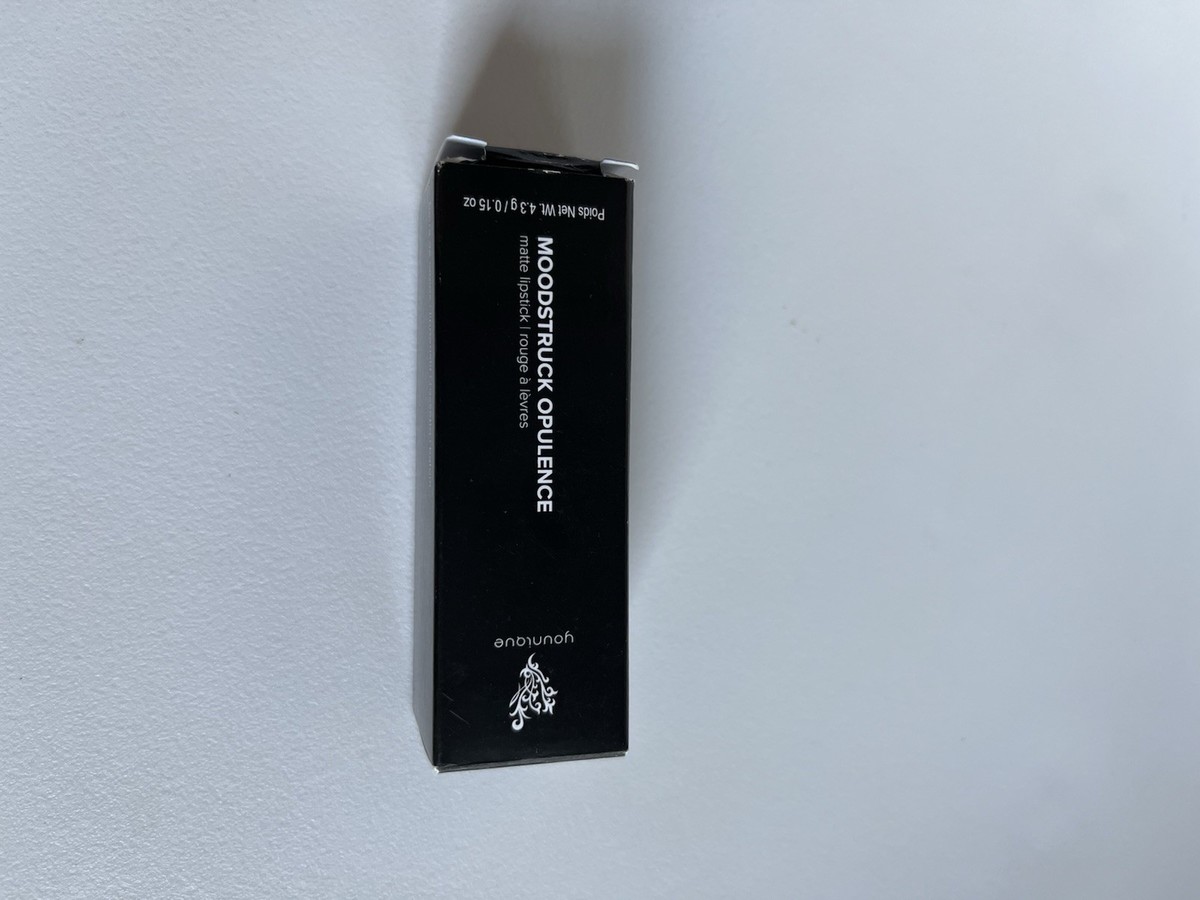 younique
MOODSTRUCK OPULENCE
matte lipstick | rouge à lèvres
Poids Net Wt. 4.3 g / 0.15 oz